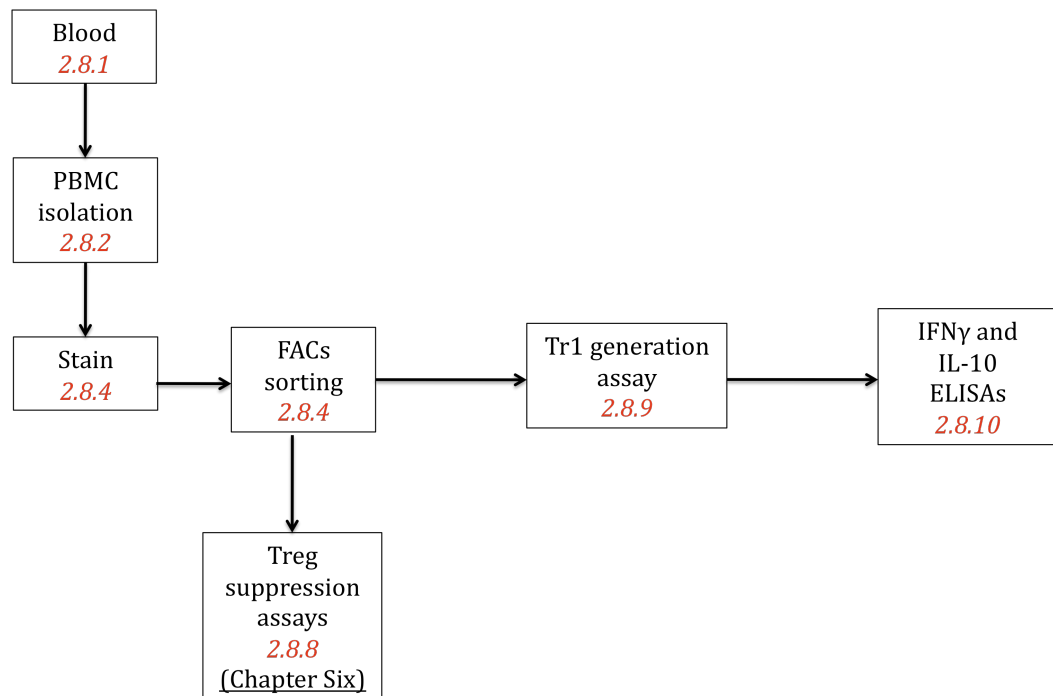 Blood
2.8.1
PBMC
isolation
2.8.2
Stain
2.8.4
FACs
sorting
2.8.4
Tr1 generation
assay
2.8.9
IFNγ and
IL-10
ELISAs
2.8.10
Treg
suppression
assays
2.8.8
(Chapter Six)